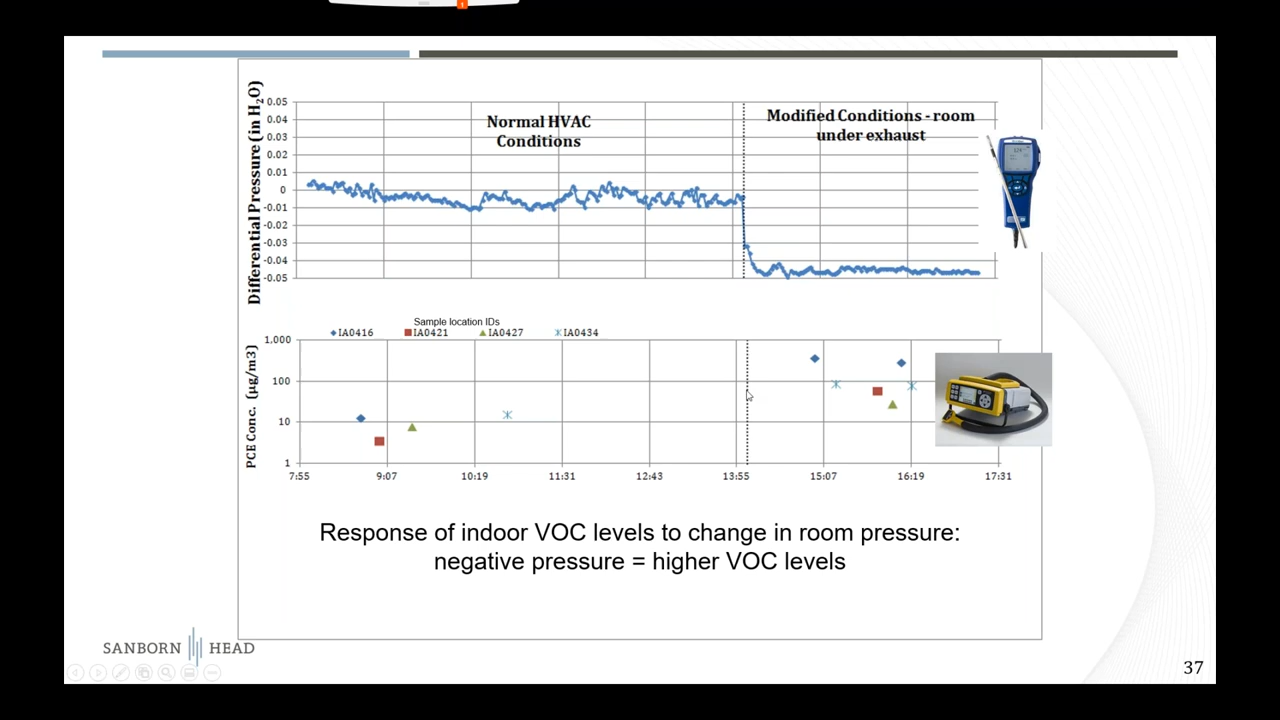 Differential Pressure (in H₂O)
0.05
0.04
0.03
0.02
0.01
0
-0.01
-0.02
-0.03
-0.04
-0.05
Normal HVAC
Conditions
Modified Conditions - room
under exhaust
Sample location IDs
IA0416 IA0421 IA0427 IA0434
PCE Conc. (µg/m3)
1,000
100
10
1
7:55 9:07 10:19 11:31 12:43 13:55 15:07 16:19 17:31
Response of indoor VOC levels to change in room pressure:
negative pressure = higher VOC levels
SANBORN HEAD
37